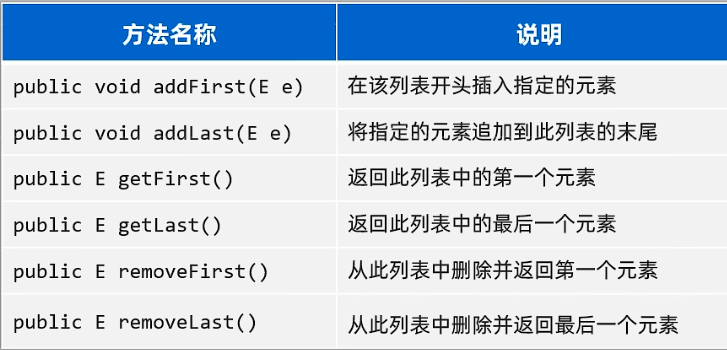 方法名称 说明
public void addFirst(E e) 在该列表开头插入指定的元素
public void addLast(E e) 将指定的元素追加到此列表的末尾
public E getFirst() 返回此列表中的第一个元素
public E getLast() 返回此列表中的最后一个元素
public E removeFirst() 从此列表中删除并返回第一个元素
public E removeLast() 从此列表中删除并返回最后一个元素